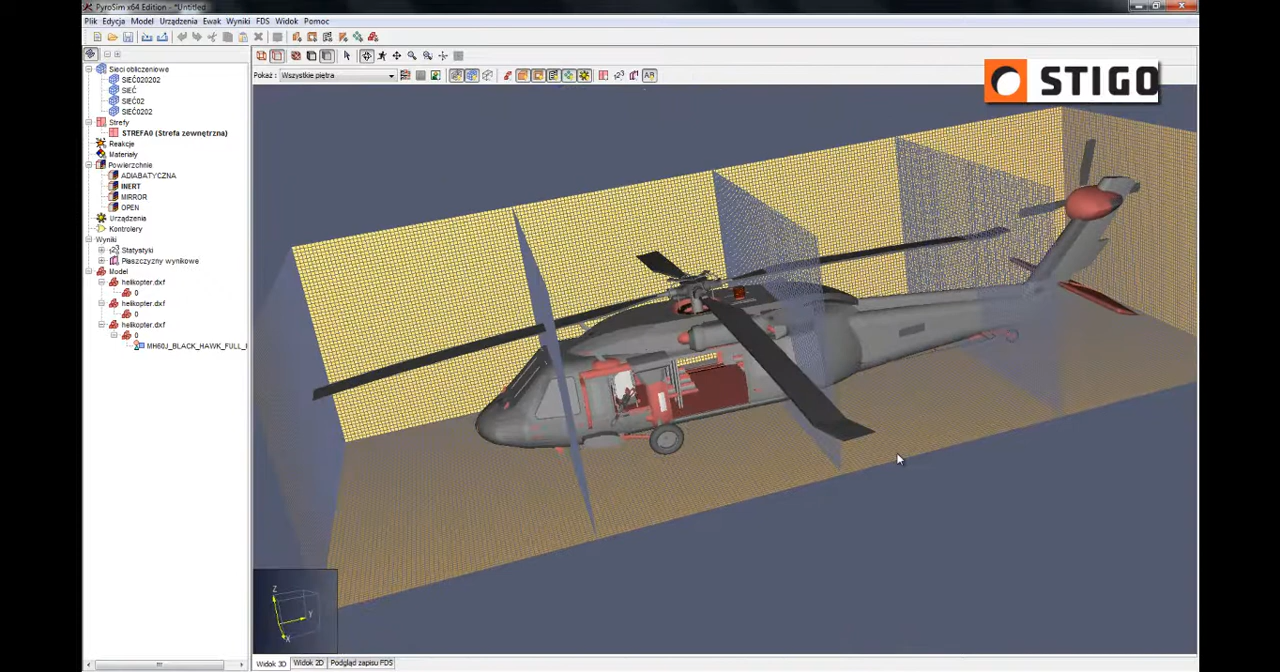 PyroSim x64 Edition - *Untitled
Plik Edycja Model Urządzenia Ewak Wyniki FDS Widok Pomoc
Pokaż: Wszystkie piętra
STIGO
Sieci obliczeniowe
SIEĆ020202
SIEĆ
SIEĆ02
SIEĆ0202
Strefy
STREFA0 (Strefa zewnętrzna)
Reakcje
Materiały
Powierzchnie
ADIABATYCZNA
INERT
MIRROR
OPEN
Urządzenia
Kontrolery
Wyniki
Statystyki
Płaszczyzny wynikowe
Model
helikopter.dxf
0
helikopter.dxf
0
helikopter.dxf
0
MH60J_BLACK_HAWK_FULL_
Z
Y
X
Widok 3D Widok 2D Podgląd zapisu FDS